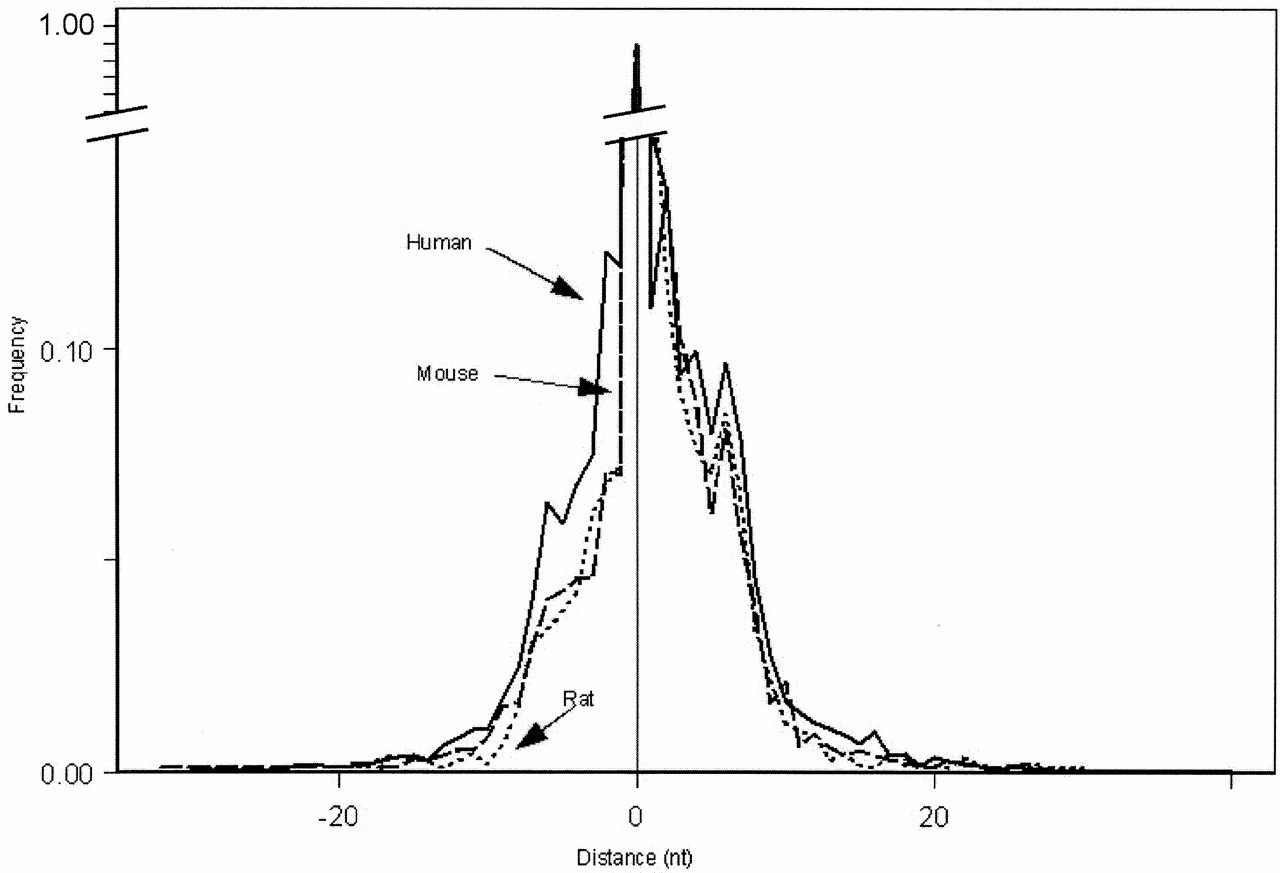 1.00
Human
0.10
Mouse
Frequency
Rat
0.00
-20 0 20
Distance (nt)